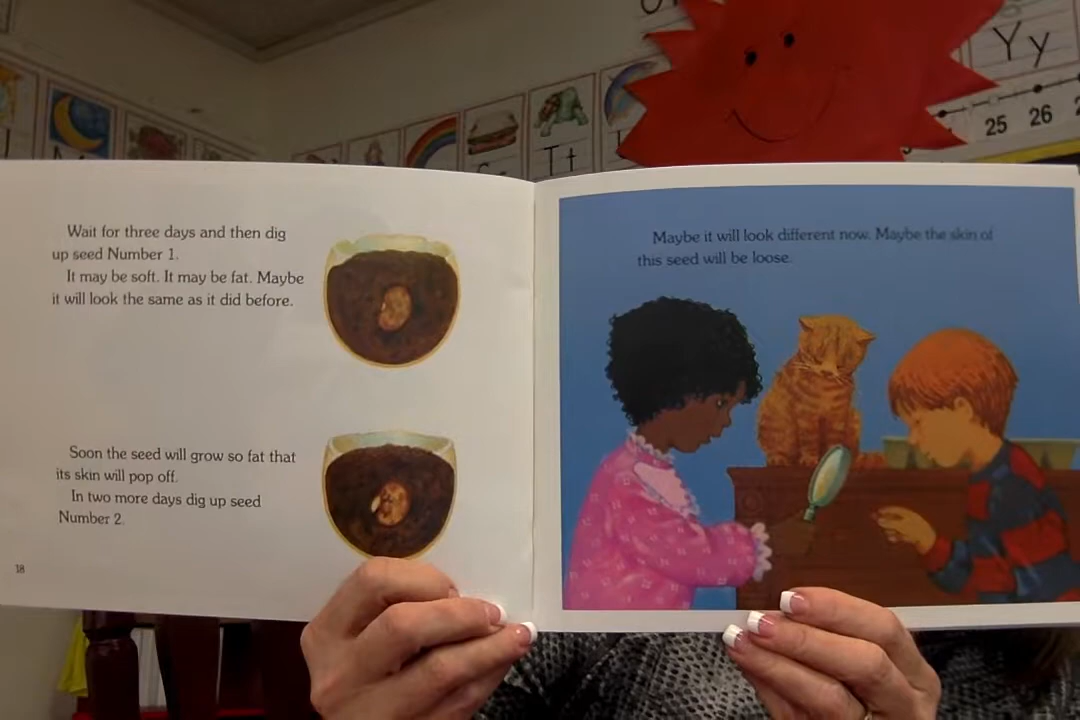 Yy
25 26 2
Tt
Wait for three days and then dig
up seed Number 1.
It may be soft. It may be fat. Maybe
it will look the same as it did before.
Soon the seed will grow so fat that
its skin will pop off.
In two more days dig up seed
Number 2.
18
Maybe it will look different now. Maybe the skin of
this seed will be loose.